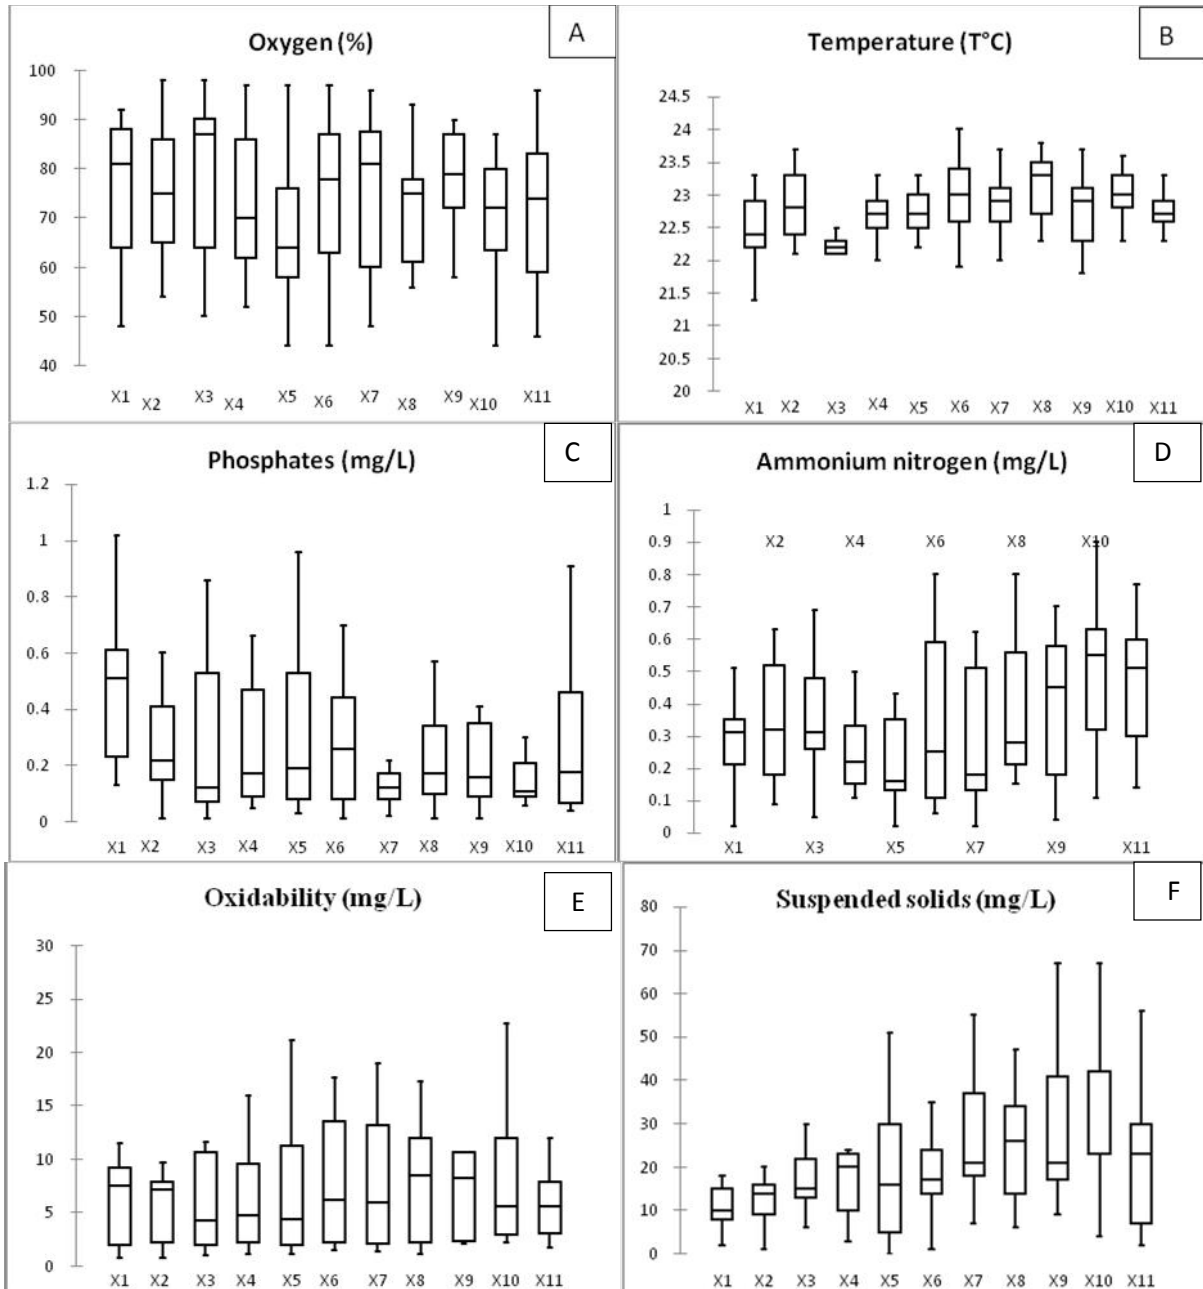 Oxygen (%)
A
100
90
80
70
60
50
40
X1 X2 X3 X4 X5 X6 X7 X8 X9 X10 X11
Temperature (T°C)
B
24.5
24
23.5
23
22.5
22
21.5
21
20.5
20
X1 X2 X3 X4 X5 X6 X7 X8 X9 X10 X11
Phosphates (mg/L)
C
1.2
1
0.8
0.6
0.4
0.2
0
X1 X2 X3 X4 X5 X6 X7 X8 X9 X10 X11
Ammonium nitrogen (mg/L)
D
1
0.9
0.8
0.7
0.6
0.5
0.4
0.3
0.2
0.1
0
X2 X4 X6 X8 X10
X1 X3 X5 X7 X9 X11
Oxidability (mg/L)
E
30
25
20
15
10
5
0
X1 X2 X3 X4 X5 X6 X7 X8 X9 X10 X11
Suspended solids (mg/L)
F
80
70
60
50
40
30
20
10
0
X1 X2 X3 X4 X5 X6 X7 X8 X9 X10 X11